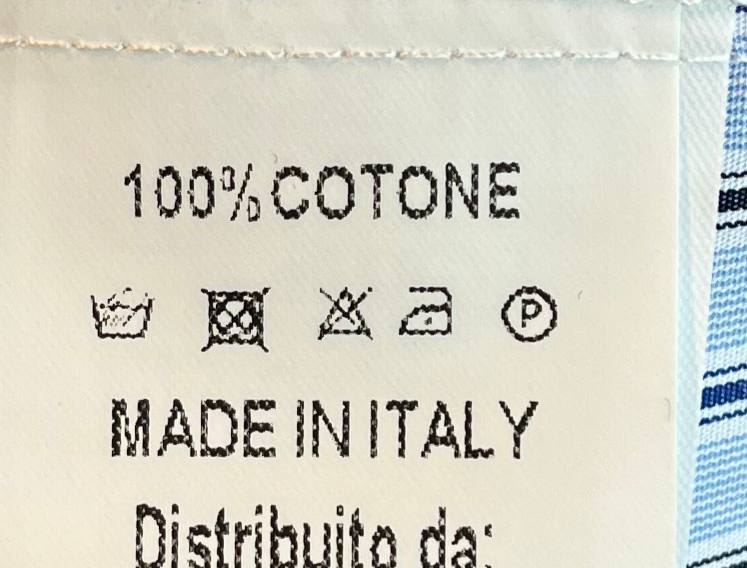 100% COTONE
P
MADE IN ITALY
Distribuito da: